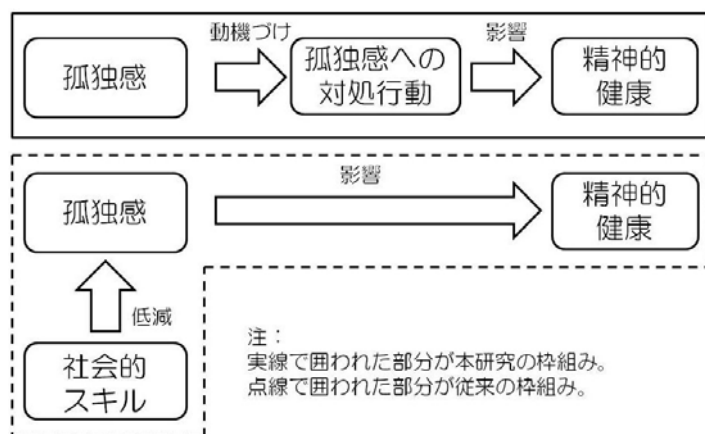 動機づけ
影響
孤独感
孤独感への
対処行動
精神的
健康
影響
孤独感
精神的
健康
低減
社会的
スキル
注：
実線で囲われた部分が本研究の枠組み。
点線で囲われた部分が従来の枠組み。